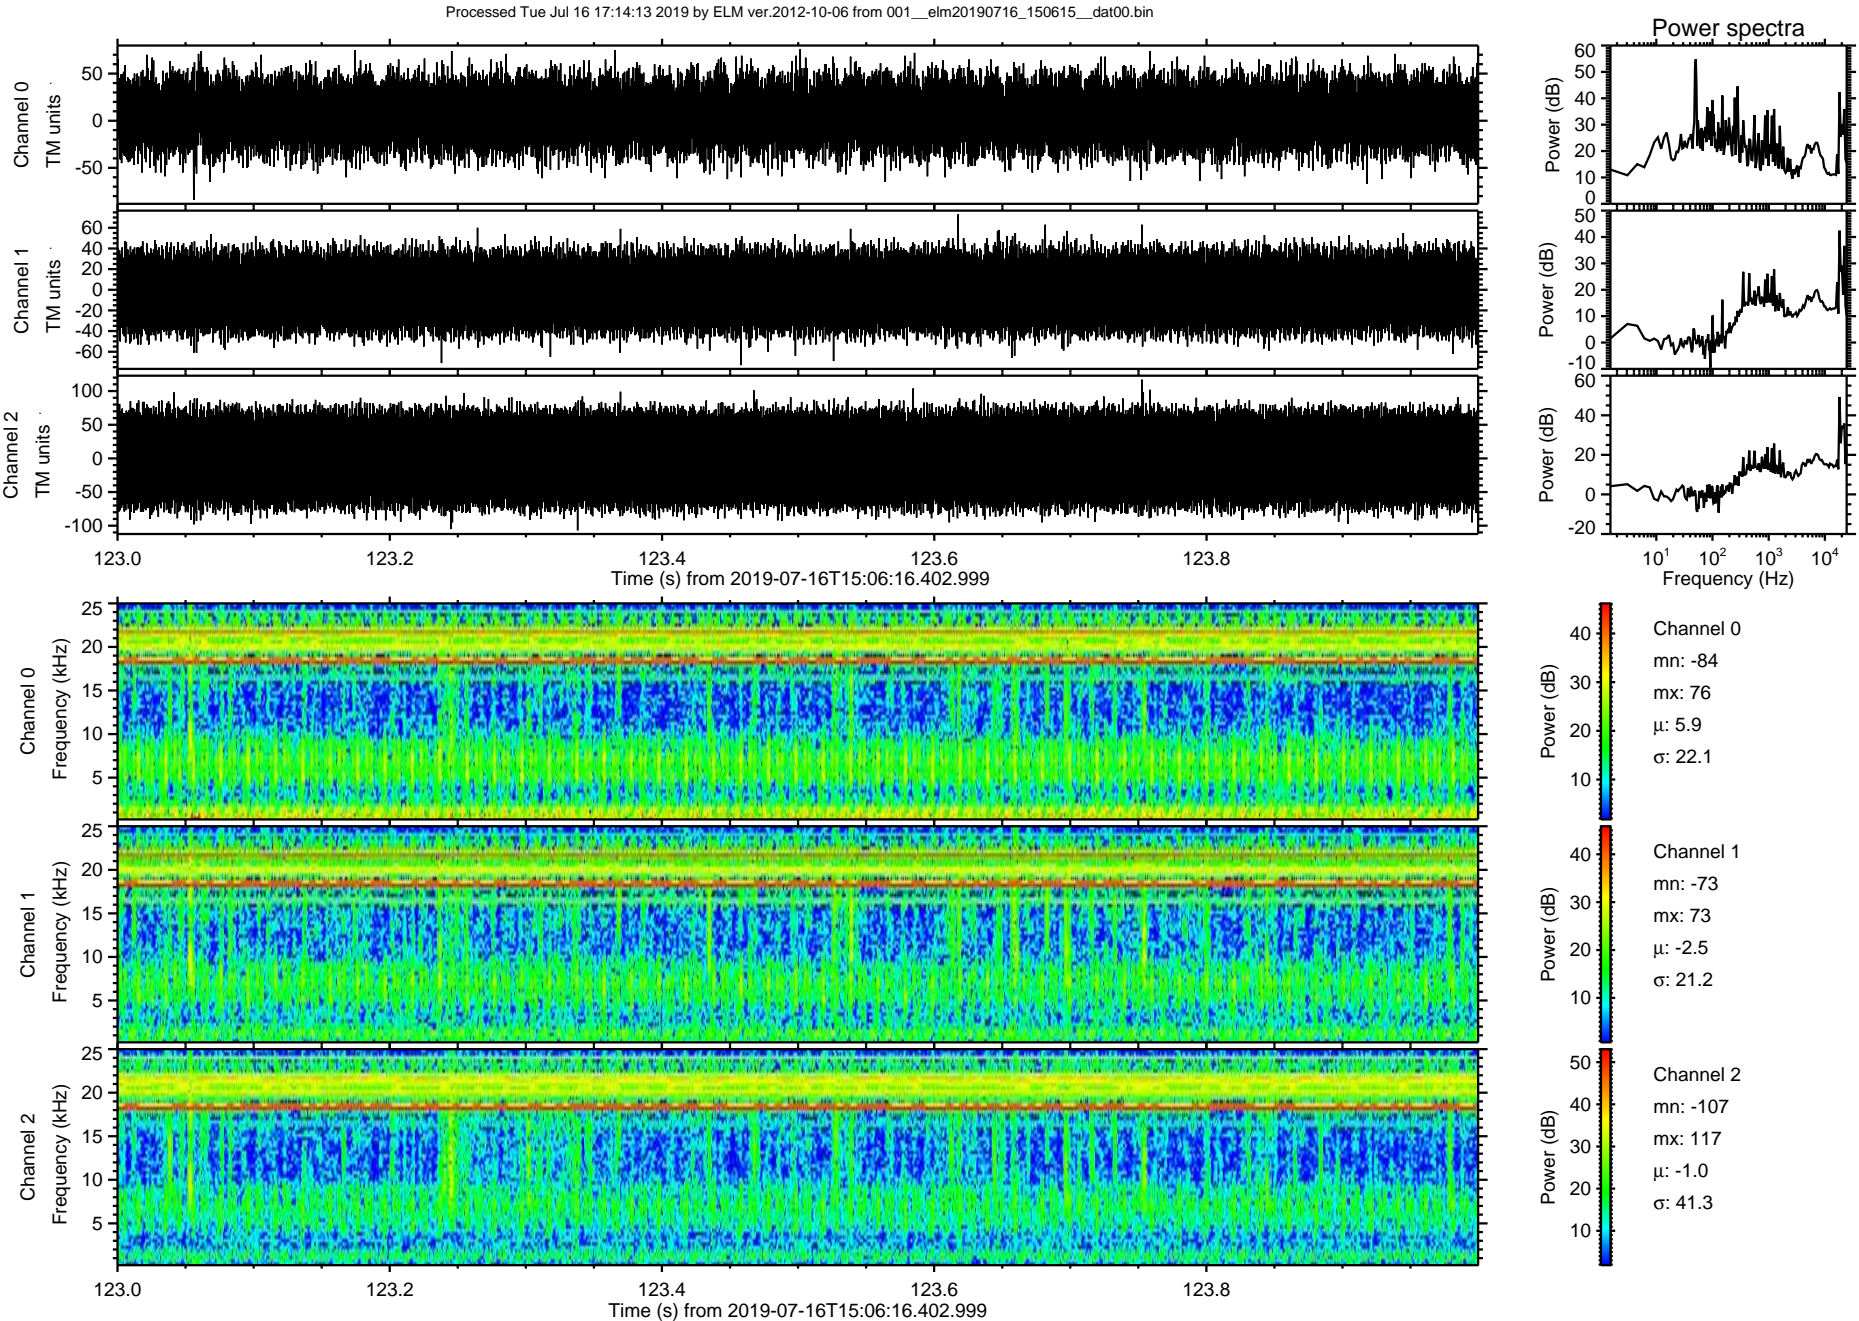 Processed Tue Jul 16 17:14:13 2019 by ELM ver.2012-10-06 from 001__elm20190716_150615__dat00.bin
Power spectra
Channel 0
TM units
50
0
-50
Power (dB)
60
50
40
30
20
10
0
Channel 1
TM units
60
40
20
0
-20
-40
-60
Power (dB)
50
40
30
20
10
0
-10
Channel 2
TM units
100
50
0
-50
-100
Power (dB)
60
40
20
0
-20
123.0 123.2 123.4 123.6 123.8
Time (s) from 2019-07-16T15:06:16.402.999
10^1 10^2 10^3 10^4
Frequency (Hz)
Channel 0
Frequency (kHz)
25
20
15
10
5
Power (dB)
40
30
20
10
Channel 0
mn: -84
mx: 76
μ: 5.9
σ: 22.1
Channel 1
Frequency (kHz)
25
20
15
10
5
Power (dB)
40
30
20
10
Channel 1
mn: -73
mx: 73
μ: -2.5
σ: 21.2
Channel 2
Frequency (kHz)
25
20
15
10
5
Power (dB)
50
40
30
20
10
Channel 2
mn: -107
mx: 117
μ: -1.0
σ: 41.3
123.0 123.2 123.4 123.6 123.8
Time (s) from 2019-07-16T15:06:16.402.999